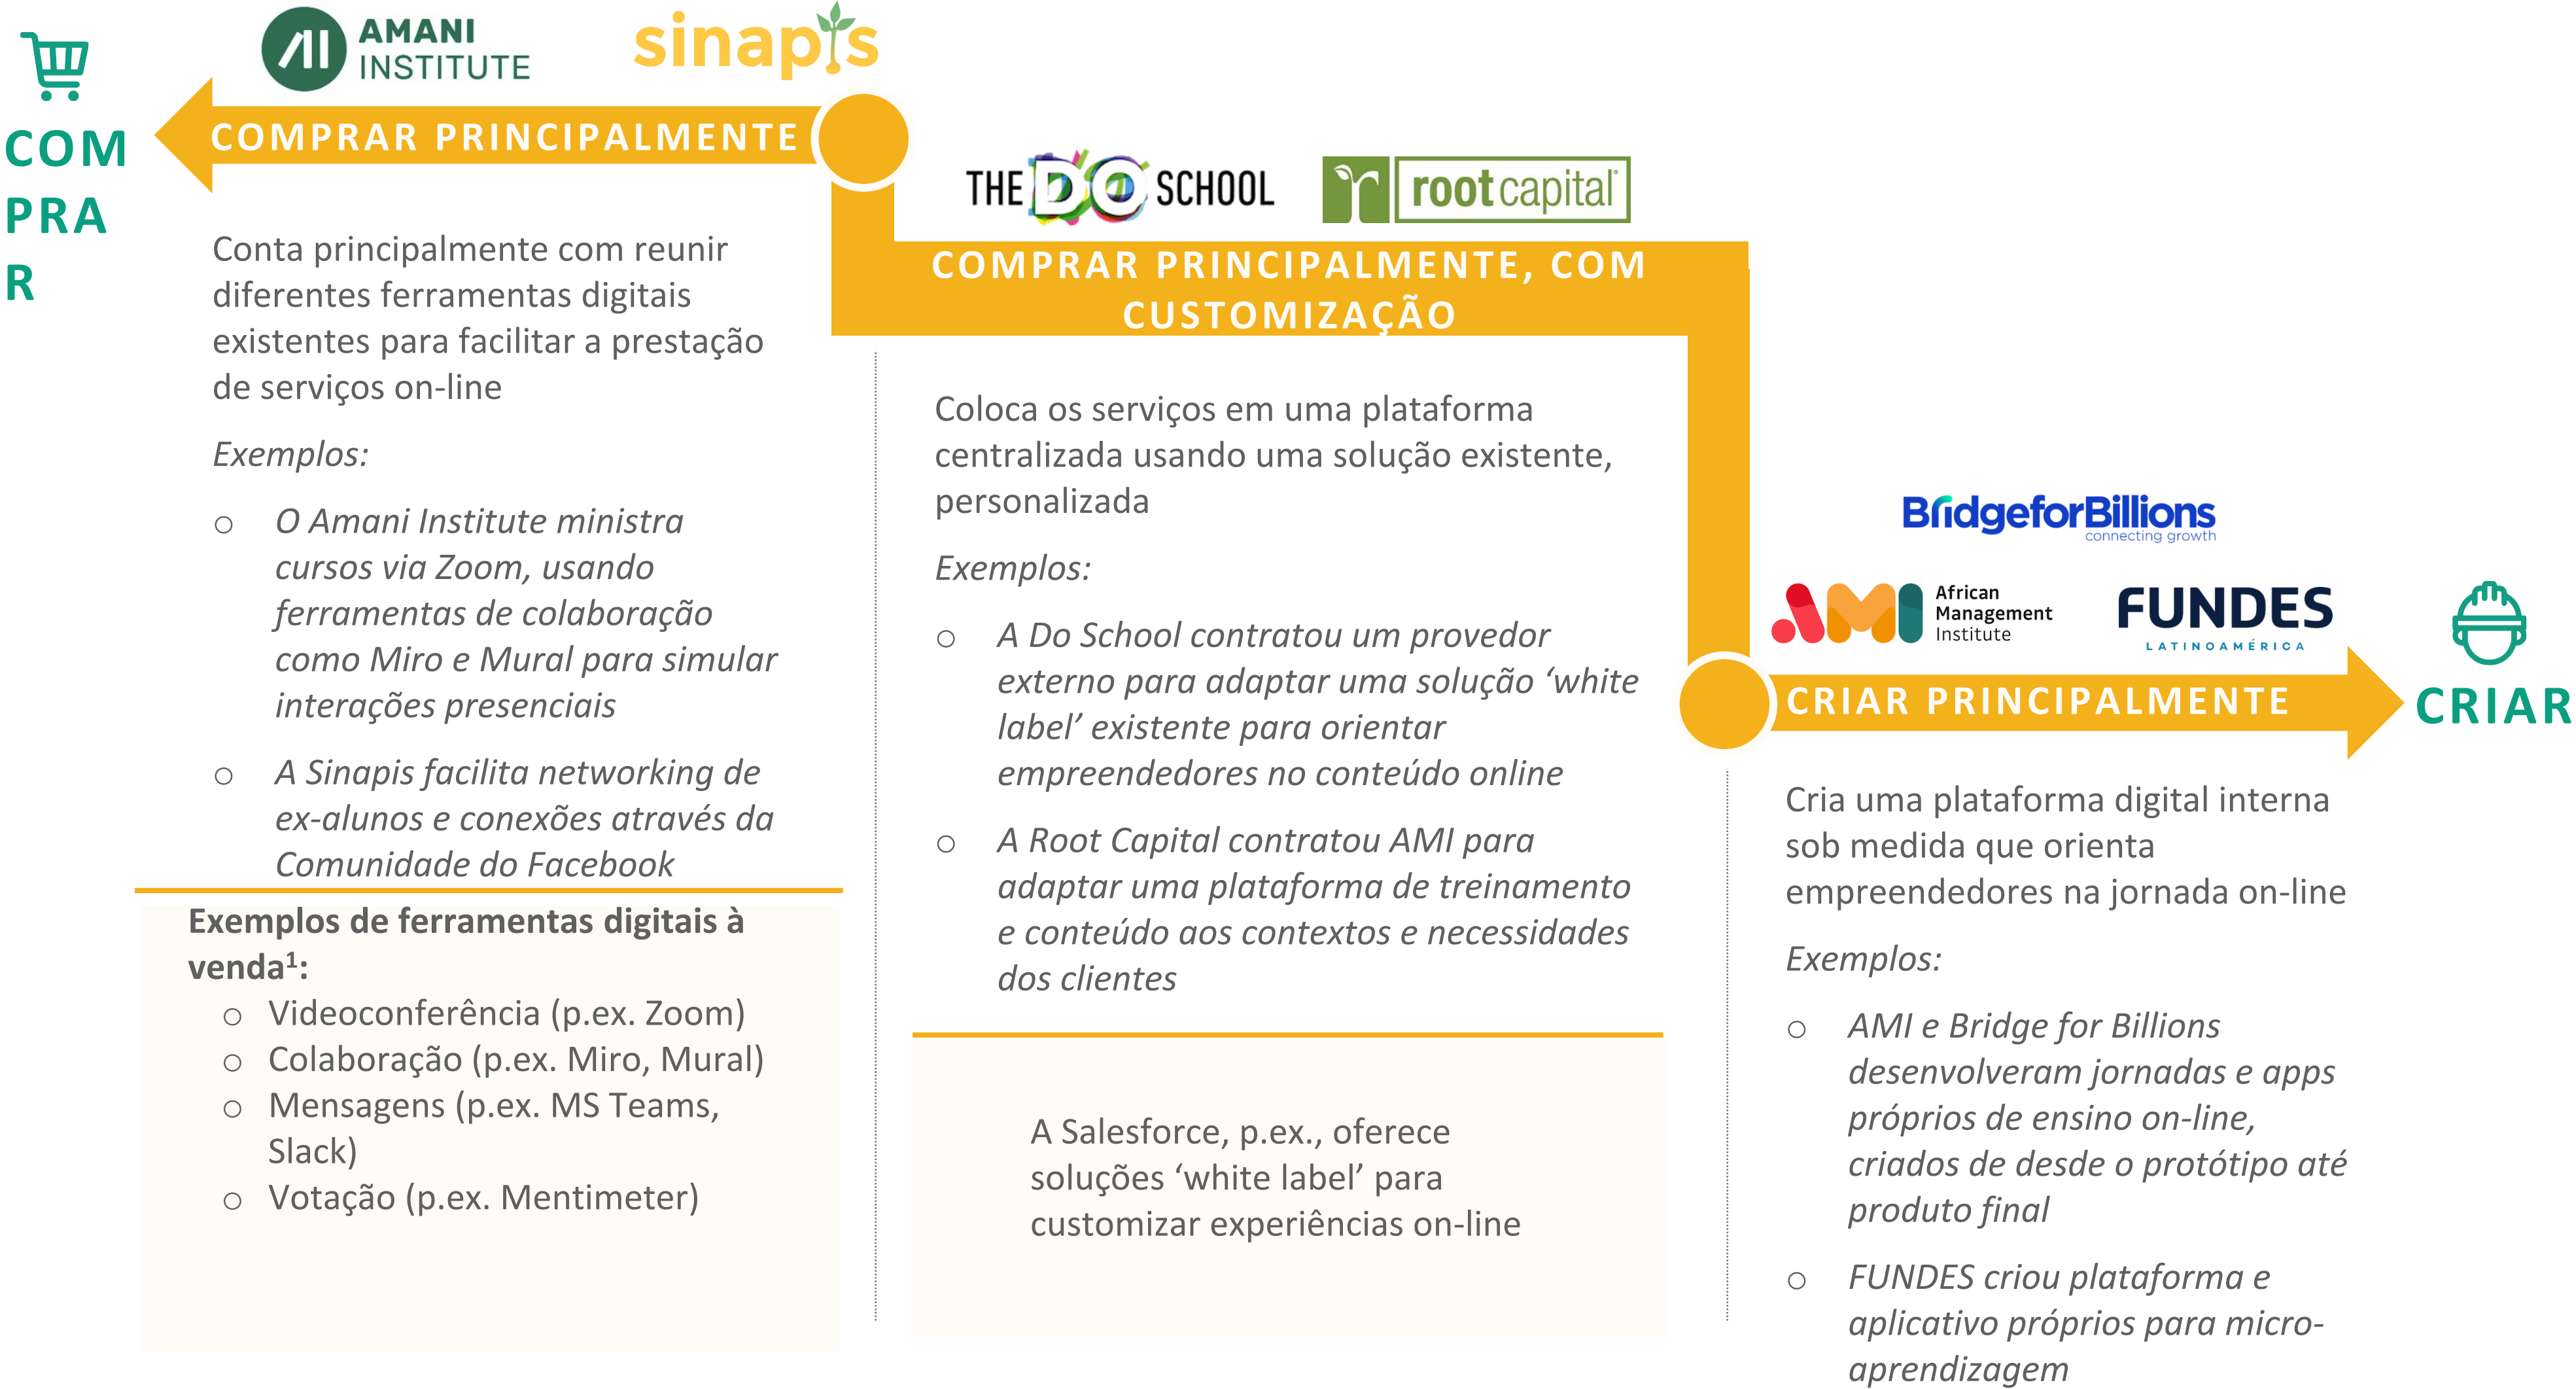 COM
PRA
R
AMANI
INSTITUTE
sinapis
COMPRAR PRINCIPALMENTE
Conta principalmente com reunir
diferentes ferramentas digitais
existentes para facilitar a prestação
de serviços on-line
Exemplos:
o O Amani Institute ministra
cursos via Zoom, usando
ferramentas de colaboração
como Miro e Mural para simular
interações presenciais
o A Sinapis facilita networking de
ex-alunos e conexões através da
Comunidade do Facebook
Exemplos de ferramentas digitais à
venda¹:
o Videoconferência (p.ex. Zoom)
o Colaboração (p.ex. Miro, Mural)
o Mensagens (p.ex. MS Teams,
Slack)
o Votação (p.ex. Mentimeter)
THE DO SCHOOL
root capital
COMPRAR PRINCIPALMENTE, COM
CUSTOMIZAÇÃO
Coloca os serviços em uma plataforma
centralizada usando uma solução existente,
personalizada
Exemplos:
o A Do School contratou um provedor
externo para adaptar uma solução ‘white
label’ existente para orientar
empreendedores no conteúdo online
o A Root Capital contratou AMI para
adaptar uma plataforma de treinamento
e conteúdo aos contextos e necessidades
dos clientes
A Salesforce, p.ex., oferece
soluções ‘white label’ para
customizar experiências on-line
BridgeforBillions
connecting growth
AMI
African
Management
Institute
FUNDES
LATINOAMÉRICA
CRIAR PRINCIPALMENTE
CRIAR
Cria uma plataforma digital interna
sob medida que orienta
empreendedores na jornada on-line
Exemplos:
o AMI e Bridge for Billions
desenvolveram jornadas e apps
próprios de ensino on-line,
criados de desde o protótipo até
produto final
o FUNDES criou plataforma e
aplicativo próprios para micro-
aprendizagem